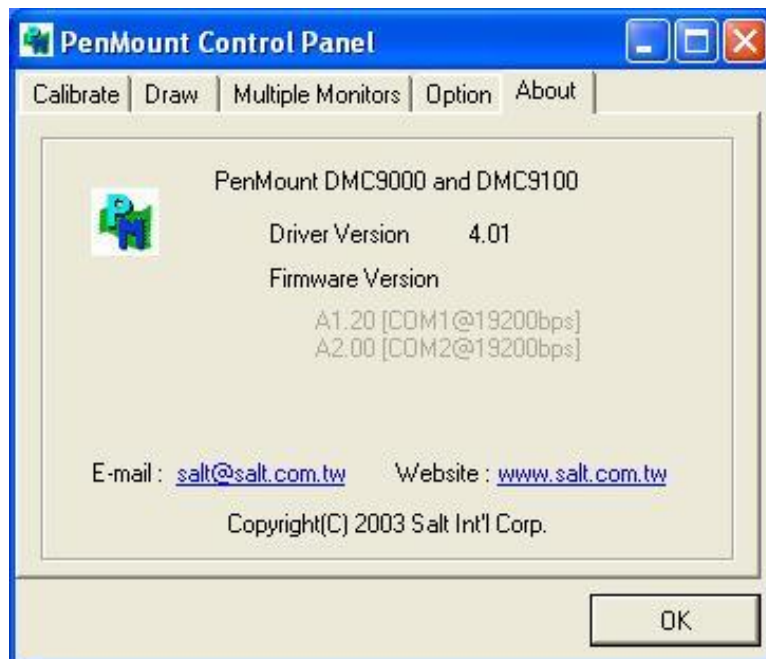 PenMount Control Panel
Calibrate Draw Multiple Monitors Option About
PenMount DMC9000 and DMC9100
PM
Driver Version 4.01
Firmware Version
A1.20 [COM1@19200bps]
A2.00 [COM2@19200bps]
E-mail : salt@salt.com.tw Website : www.salt.com.tw
Copyright(C) 2003 Salt Int'l Corp.
OK